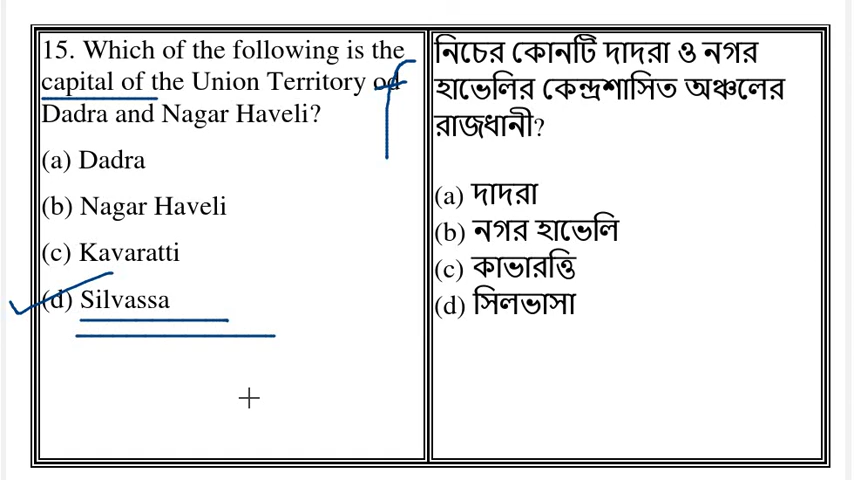 15. Which of the following is the
capital of the Union Territory od
f
Dadra and Nagar Haveli?
(a) Dadra
(b) Nagar Haveli
(c) Kavaratti
(d) Silvassa
নিচের কোনটি দাদরা ও নগর
হাভেলির কেন্দ্রশাসিত অঞ্চলের
রাজধানী?
(a) দাদরা
(b) নগর হাভেলি
(c) কাভারত্তি
(d) সিলভাসা